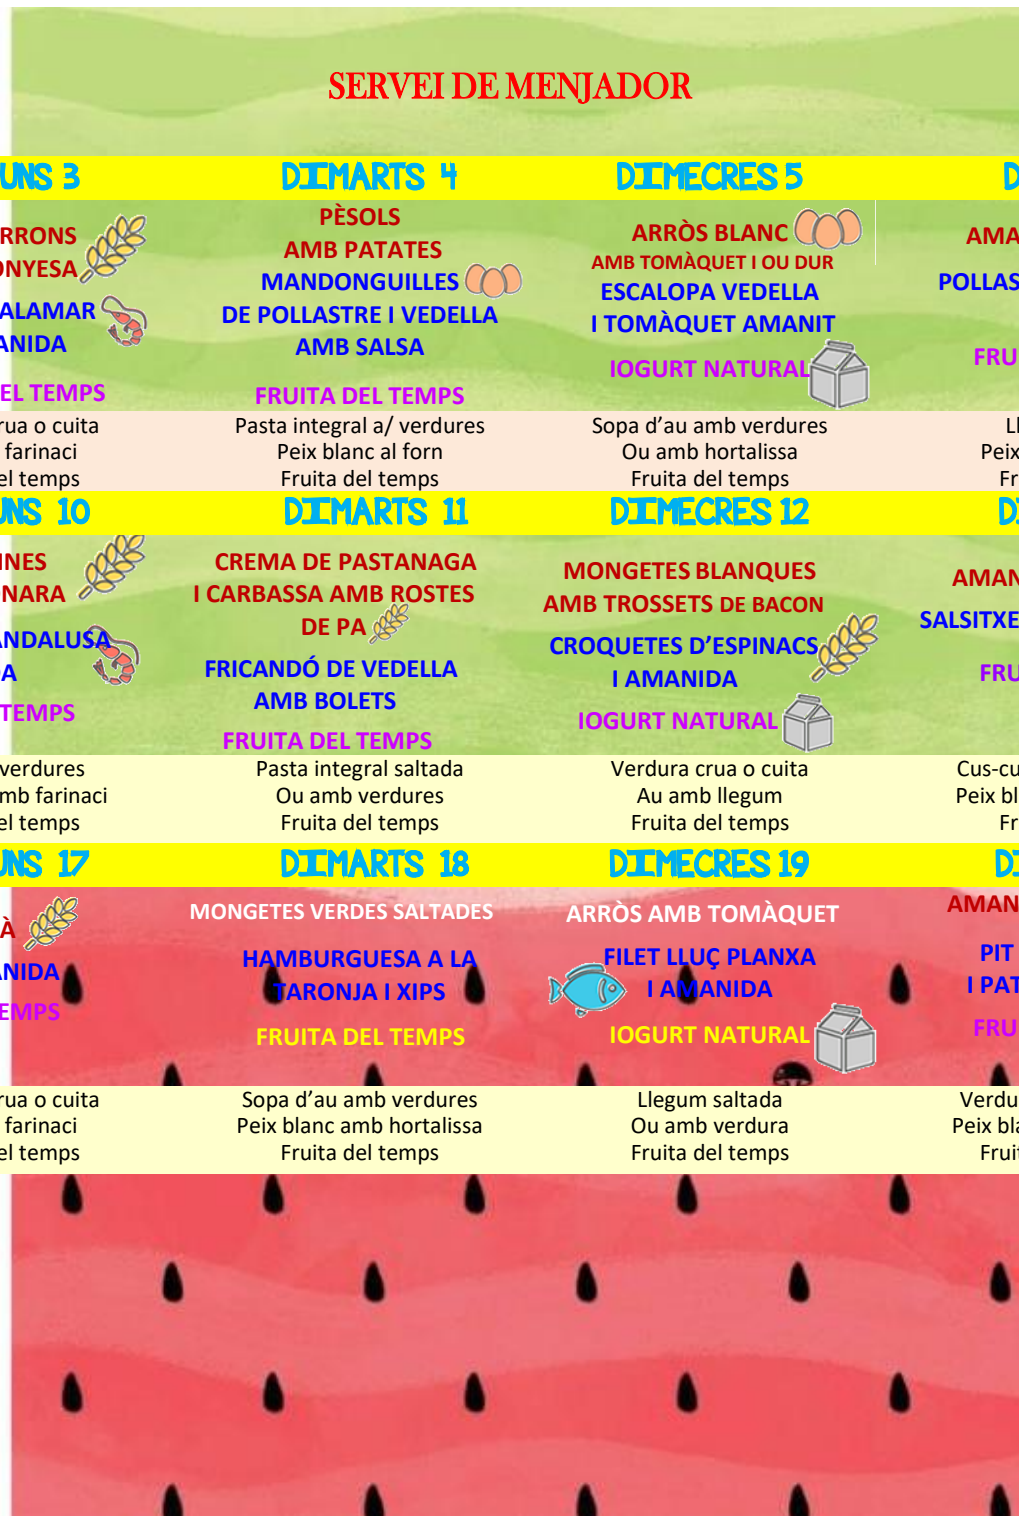 SERVEI DE MENJADOR
UNS 3
RRONS
ONYESA
ALAMAR
ANIDA
EL TEMPS
rua o cuita
farinaci
el temps
DIMARTS 4
PÈSOLS
AMB PATATES
MANDONGUILLES
DE POLLASTRE I VEDELLA
AMB SALSA
FRUITA DEL TEMPS
Pasta integral a/ verdures
Peix blanc al forn
Fruita del temps
DIMECRES 5
ARRÒS BLANC
AMB TOMÀQUET I OU DUR
ESCALOPA VEDELLA
I TOMÀQUET AMANIT
IOGURT NATURAL
Sopa d'au amb verdures
Ou amb hortalissa
Fruita del temps
D
AMA
POLLAS
FRU
Ll
Peix
Fr
UNS 10
INES
NARA
ANDALUSA
A
TEMPS
verdures
mb farinaci
el temps
DIMARTS 11
CREMA DE PASTANAGA
I CARBASSA AMB ROSTES
DE PA
FRICANDÓ DE VEDELLA
AMB BOLETS
FRUITA DEL TEMPS
Pasta integral saltada
Ou amb verdures
Fruita del temps
DIMECRES 12
MONGETES BLANQUES
AMB TROSSETS DE BACON
CROQUETES D'ESPINACS
I AMANIDA
IOGURT NATURAL
Verdura crua o cuita
Au amb llegum
Fruita del temps
DI
AMAN
SALSITXE
FRU
Cus-cu
Peix bl
Fr
UNS 17
À
ANIDA
EMPS
rua o cuita
farinaci
el temps
DIMARTS 18
MONGETES VERDES SALTADES
HAMBURGUESA A LA
TARONJA I XIPS
FRUITA DEL TEMPS
Sopa d'au amb verdures
Peix blanc amb hortalissa
Fruita del temps
DIMECRES 19
ARRÒS AMB TOMÀQUET
FILET LLUÇ PLANXA
I AMANIDA
IOGURT NATURAL
Llegum saltada
Ou amb verdura
Fruita del temps
DI
AMAN
PIT
I PAT
FRU
Verdu
Peix bla
Fruit